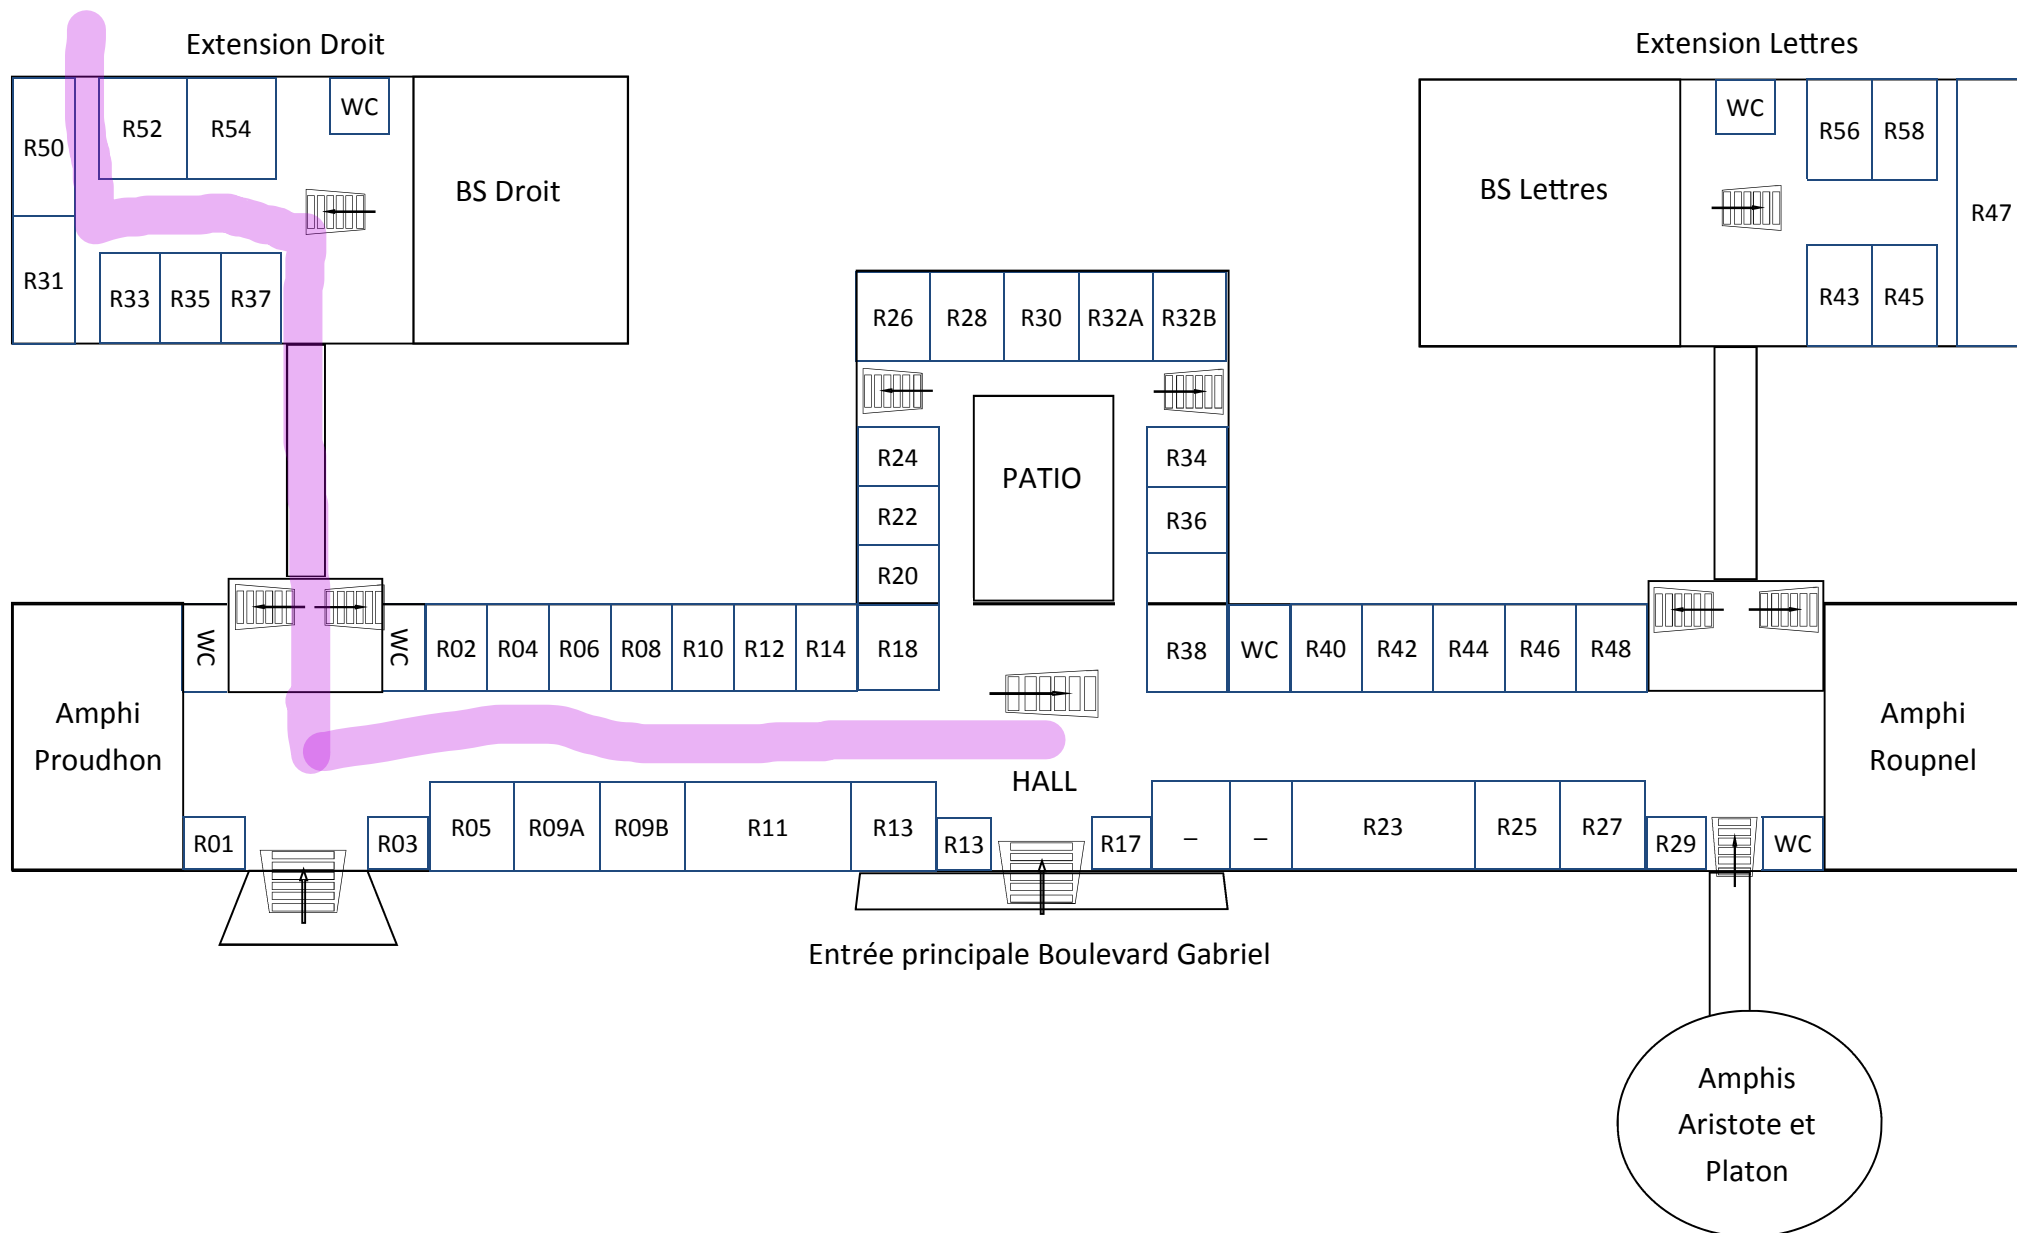 Extension Droit
Extension Lettres
R50
R52
R54
WC
BS Droit
R31
R33
R35
R37
BS Lettres
WC
R56
R58
R47
R43
R45
R26
R28
R30
R32A
R32B
R24
R22
R20
PATIO
R34
R36
Amphi
Proudhon
WC
WC
R02
R04
R06
R08
R10
R12
R14
R18
R38
WC
R40
R42
R44
R46
R48
Amphi
Roupnel
HALL
R01
R03
R05
R09A
R09B
R11
R13
R13
R17
_
_
R23
R25
R27
R29
WC
Entrée principale Boulevard Gabriel
Amphis
Aristote et
Platon